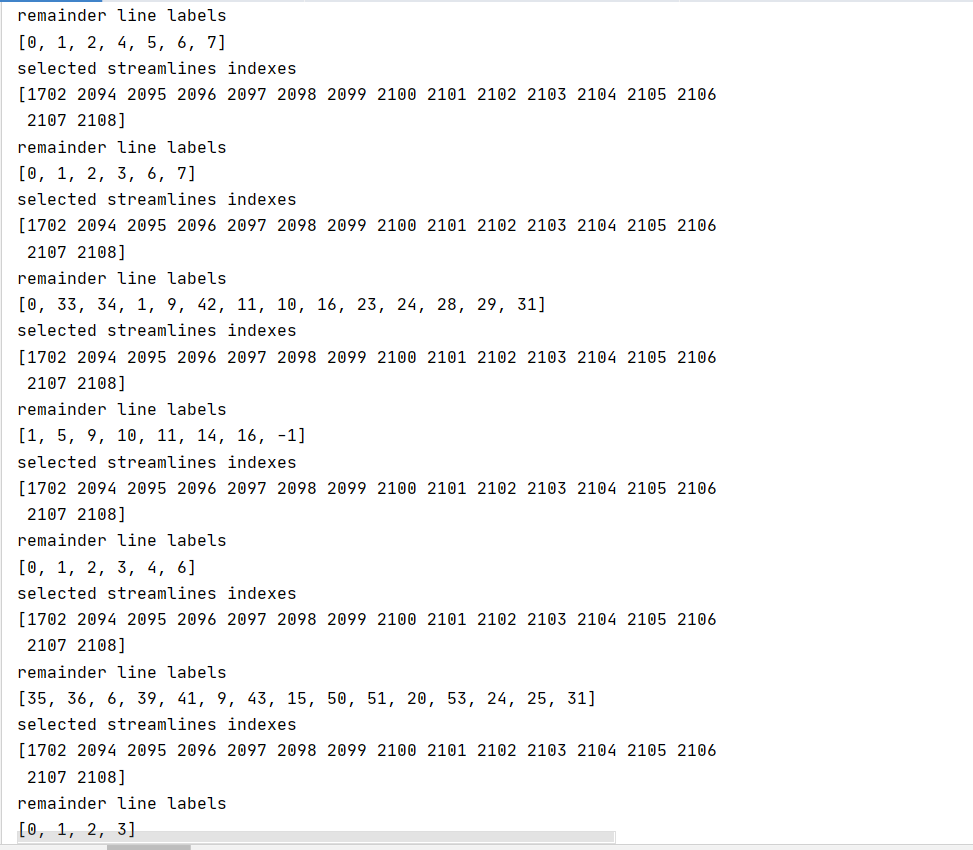 remainder line labels
[0, 1, 2, 4, 5, 6, 7]
selected streamlines indexes
[1702 2094 2095 2096 2097 2098 2099 2100 2101 2102 2103 2104 2105 2106
 2107 2108]
remainder line labels
[0, 1, 2, 3, 6, 7]
selected streamlines indexes
[1702 2094 2095 2096 2097 2098 2099 2100 2101 2102 2103 2104 2105 2106
 2107 2108]
remainder line labels
[0, 33, 34, 1, 9, 42, 11, 10, 16, 23, 24, 28, 29, 31]
selected streamlines indexes
[1702 2094 2095 2096 2097 2098 2099 2100 2101 2102 2103 2104 2105 2106
 2107 2108]
remainder line labels
[1, 5, 9, 10, 11, 14, 16, -1]
selected streamlines indexes
[1702 2094 2095 2096 2097 2098 2099 2100 2101 2102 2103 2104 2105 2106
 2107 2108]
remainder line labels
[0, 1, 2, 3, 4, 6]
selected streamlines indexes
[1702 2094 2095 2096 2097 2098 2099 2100 2101 2102 2103 2104 2105 2106
 2107 2108]
remainder line labels
[35, 36, 6, 39, 41, 9, 43, 15, 50, 51, 20, 53, 24, 25, 31]
selected streamlines indexes
[1702 2094 2095 2096 2097 2098 2099 2100 2101 2102 2103 2104 2105 2106
 2107 2108]
remainder line labels
[0, 1, 2, 3]